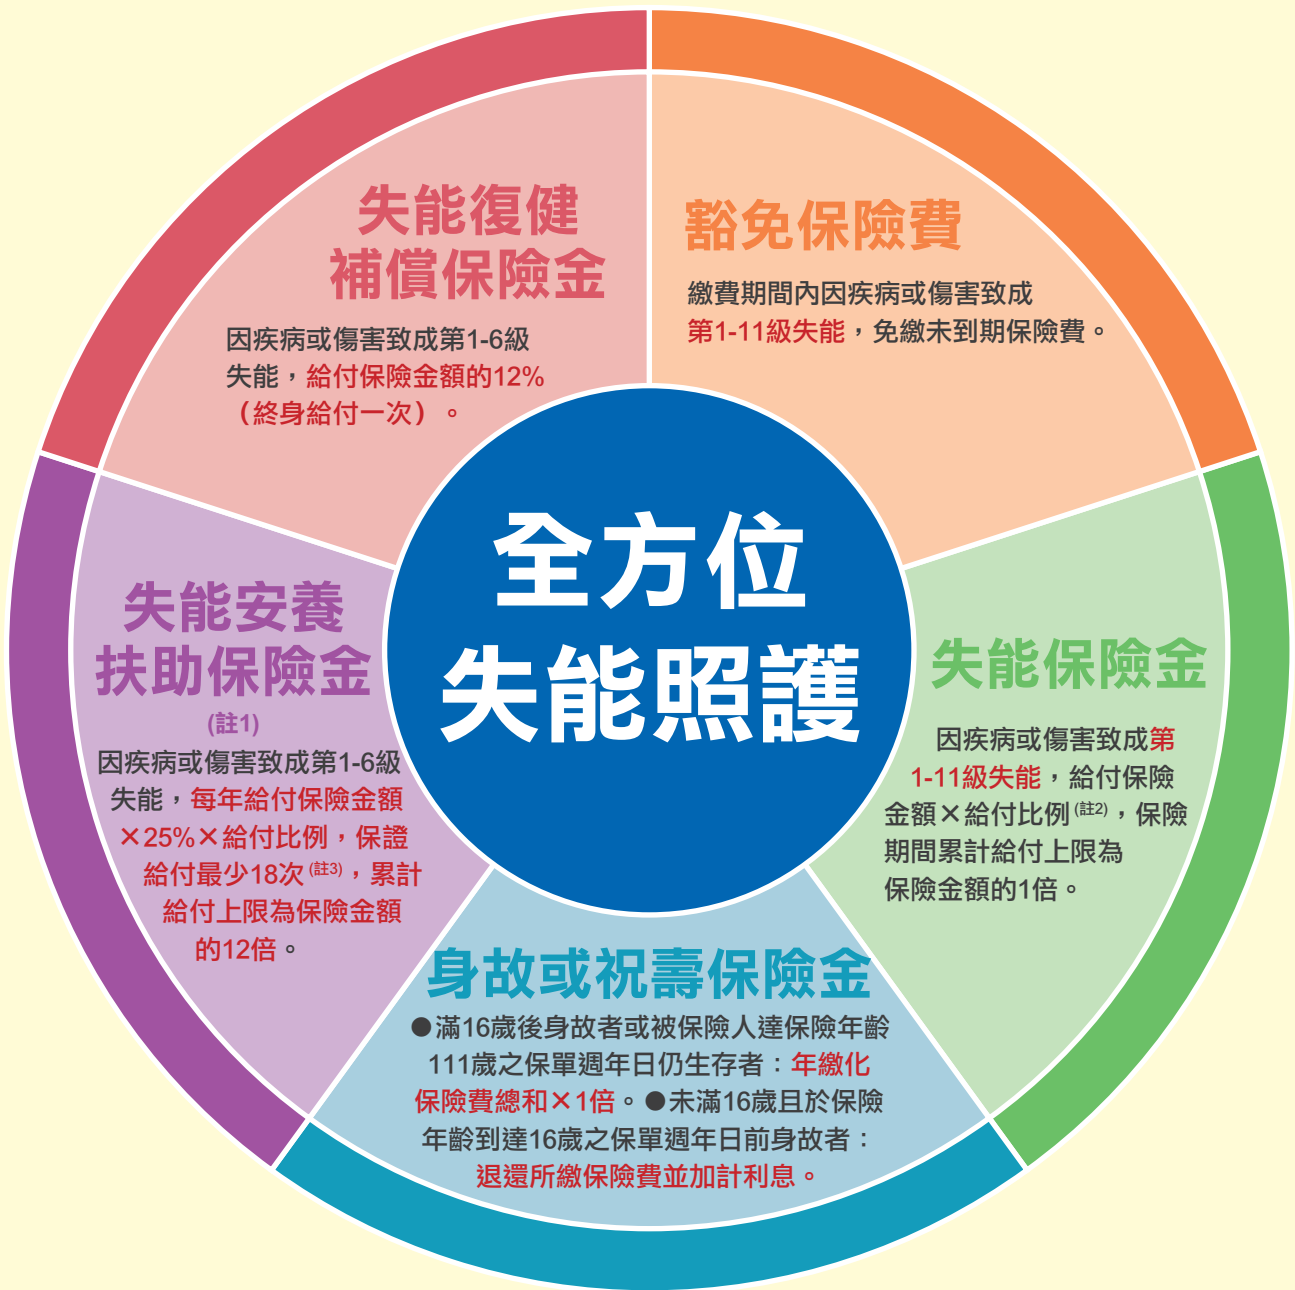 全方位
失能照護
豁免保險費
繳費期間內因疾病或傷害致成
第1-11級失能，免繳未到期保險費。
失能保險金
因疾病或傷害致成第
1-11級失能，給付保險
金額×給付比例(註2)，保險
期間累計給付上限為
保險金額的1倍。
身故或祝壽保險金
●滿16歲後身故者或被保險人達保險年齡
111歲之保單週年日仍生存者：年繳化
保險費總和×1倍。●未滿16歲且於保險
年齡到達16歲之保單週年日前身故者：
退還所繳保險費並加計利息。
失能安養
扶助保險金
(註1)
因疾病或傷害致成第1-6級
失能，每年給付保險金額
×25%×給付比例，保證
給付最少18次(註3)，累計
給付上限為保險金額
的12倍。
失能復健
補償保險金
因疾病或傷害致成第1-6級
失能，給付保險金額的12%
（終身給付一次）。